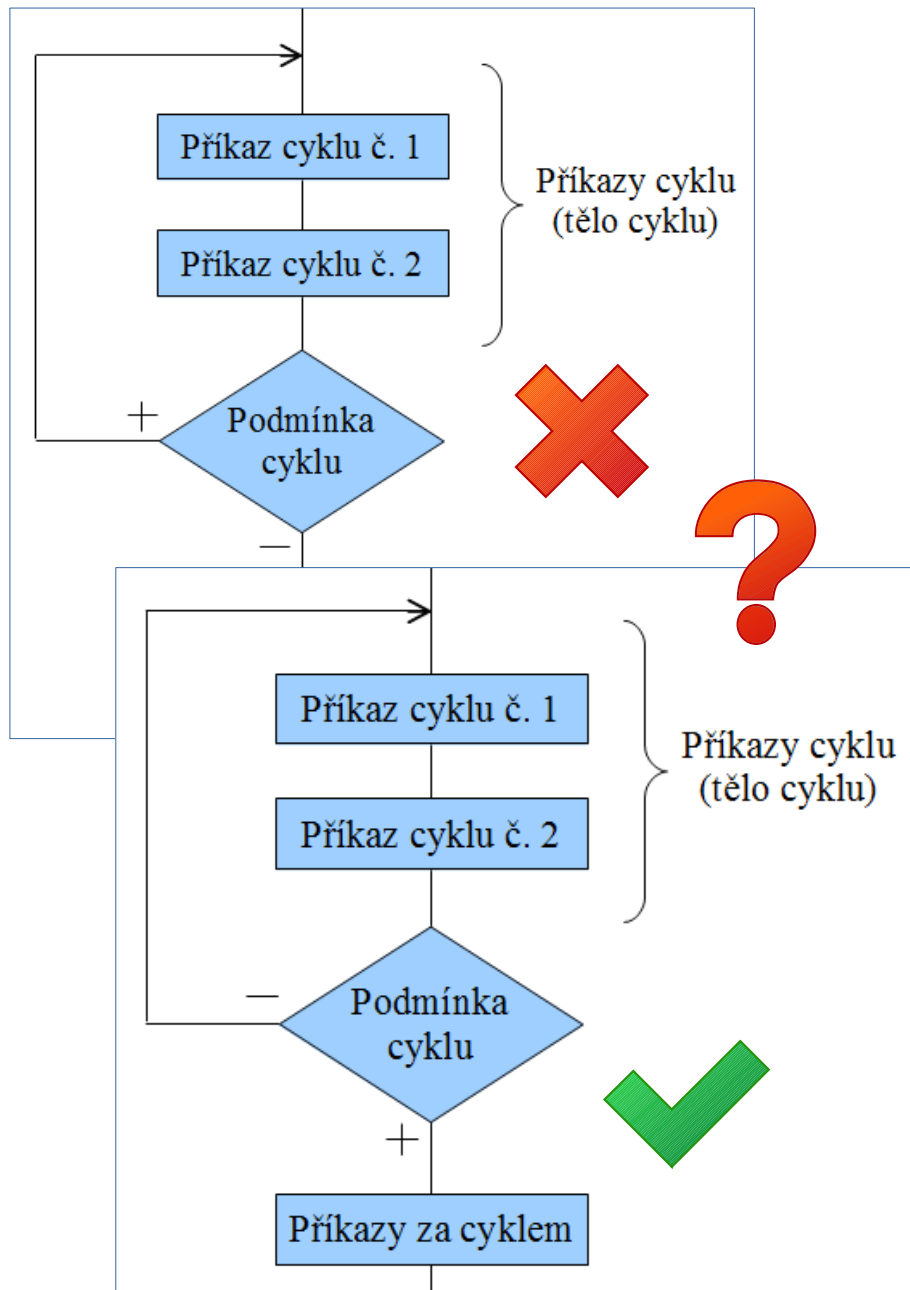 Příkaz cyklu č. 1
Příkazy cyklu
(tělo cyklu)
Příkaz cyklu č. 2
+
Podmínka
cyklu
−
?
Příkaz cyklu č. 1
Příkazy cyklu
(tělo cyklu)
Příkaz cyklu č. 2
−
Podmínka
cyklu
+
Příkazy za cyklem